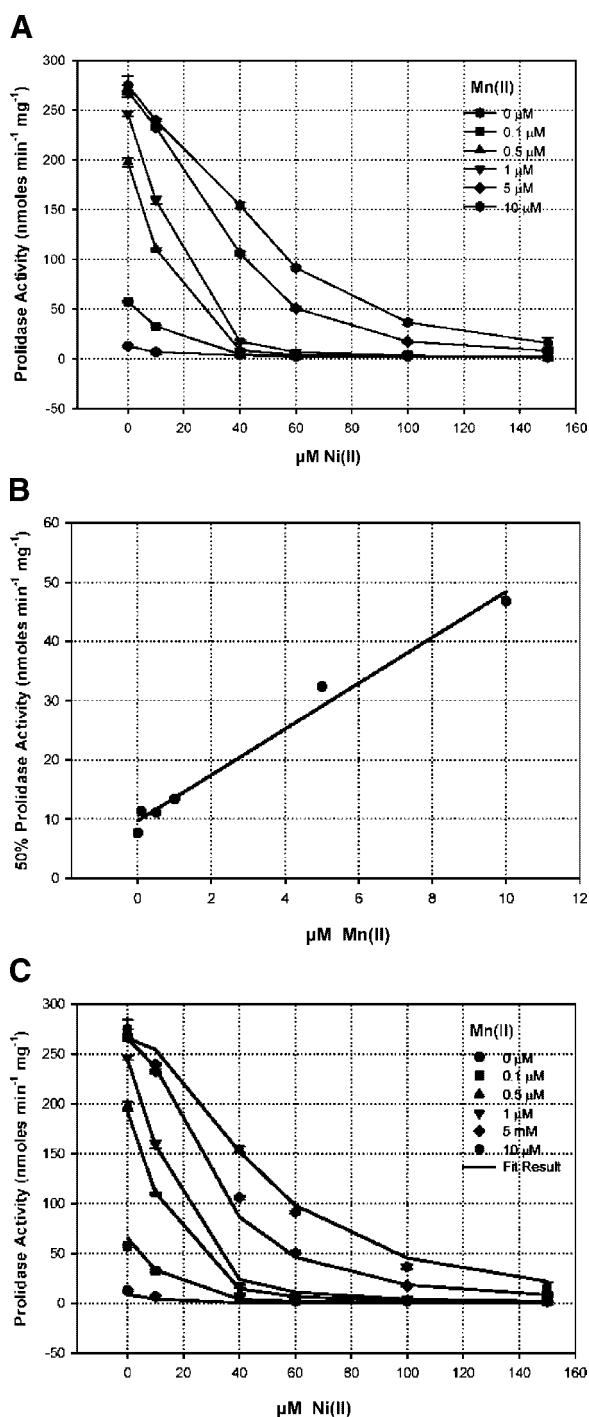 A
Prolidase Activity (nmoles min⁻¹ mg⁻¹)
300
250
200
150
100
50
0
-50
Mn(II)
0 µM
0.1 µM
0.5 µM
1 µM
5 µM
10 µM
0 20 40 60 80 100 120 140 160
µM Ni(II)
B
50% Prolidase Activity (nmoles min⁻¹ mg⁻¹)
60
50
40
30
20
10
0
0 2 4 6 8 10 12
µM Mn(II)
C
Prolidase Activity (nmoles min⁻¹ mg⁻¹)
300
250
200
150
100
50
0
-50
Mn(II)
0 µM
0.1 µM
0.5 µM
1 µM
5 mM
10 µM
Fit Result
0 20 40 60 80 100 120 140 160
µM Ni(II)